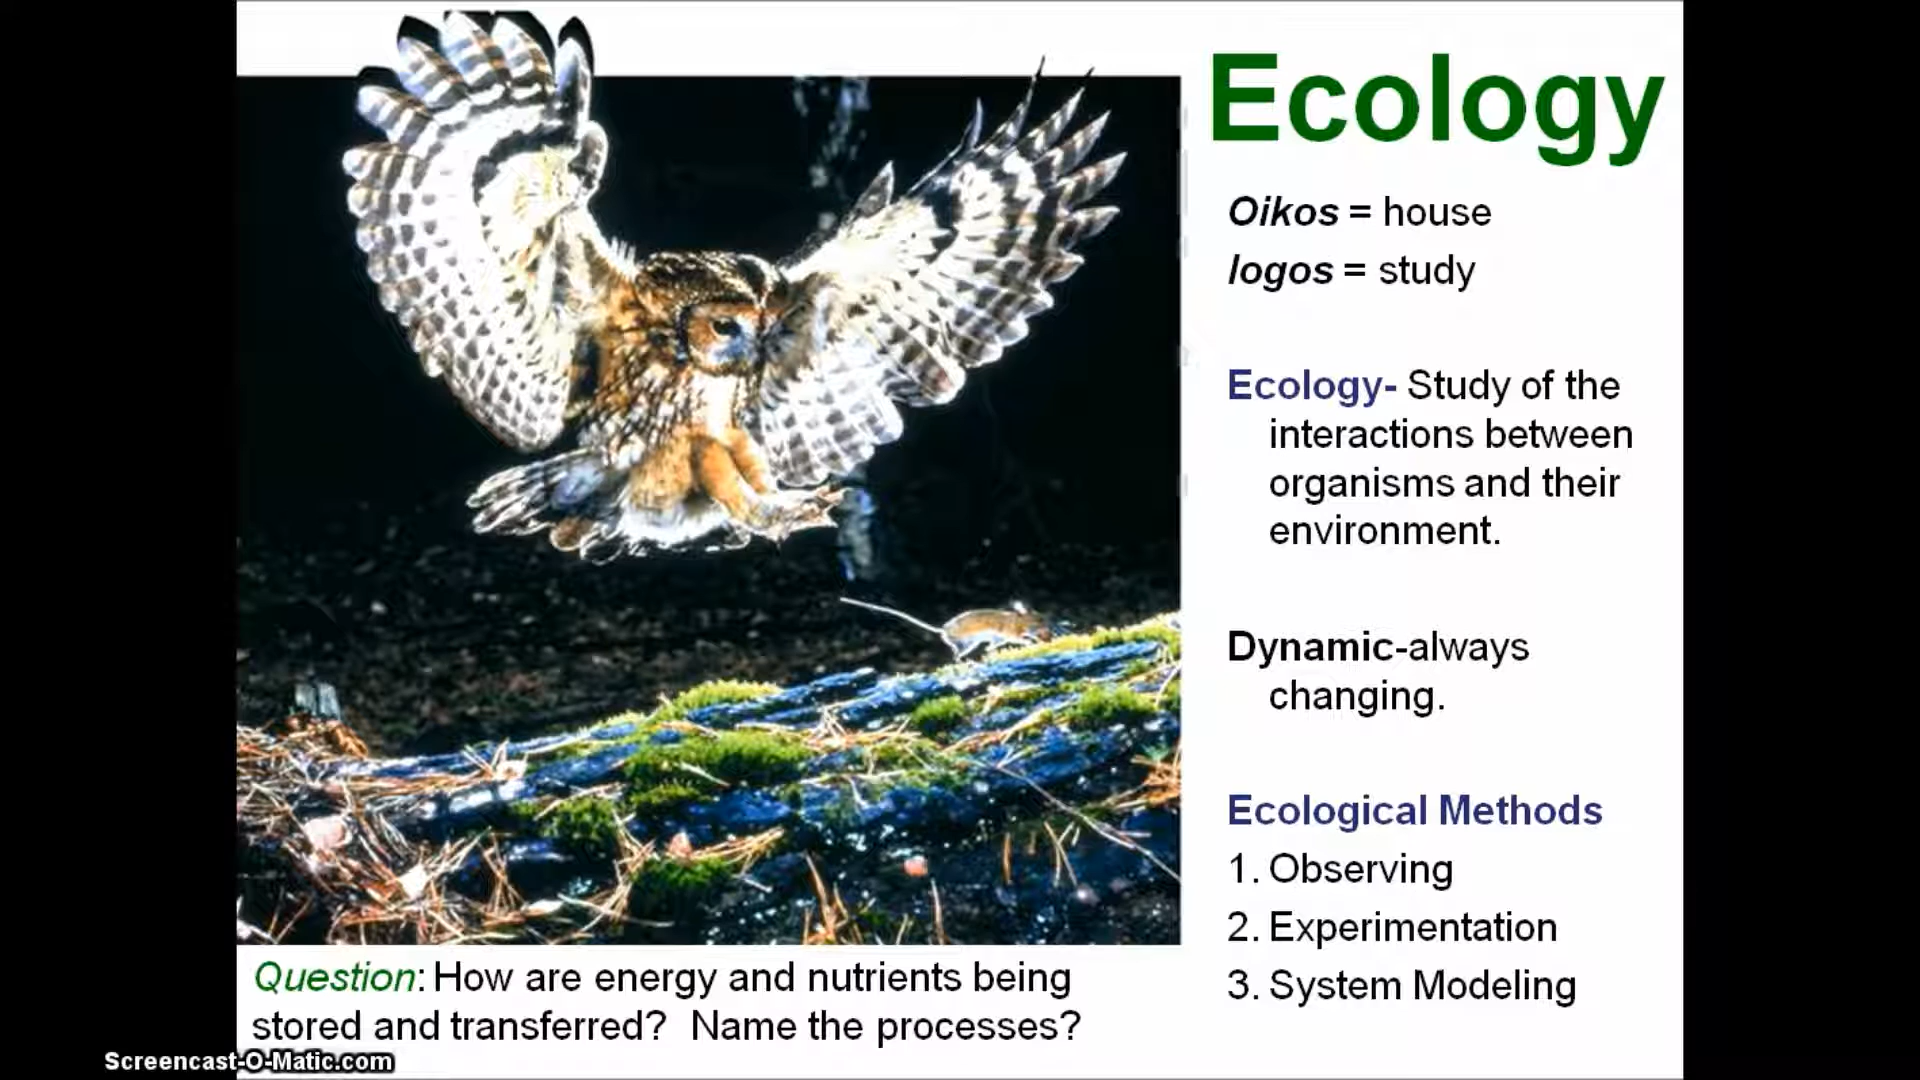 Ecology
Oikos = house
logos = study
Ecology- Study of the
interactions between
organisms and their
environment.
Dynamic-always
changing.
Ecological Methods
1. Observing
2. Experimentation
3. System Modeling
Question: How are energy and nutrients being
stored and transferred? Name the processes?
Screencast-O-Matic.com